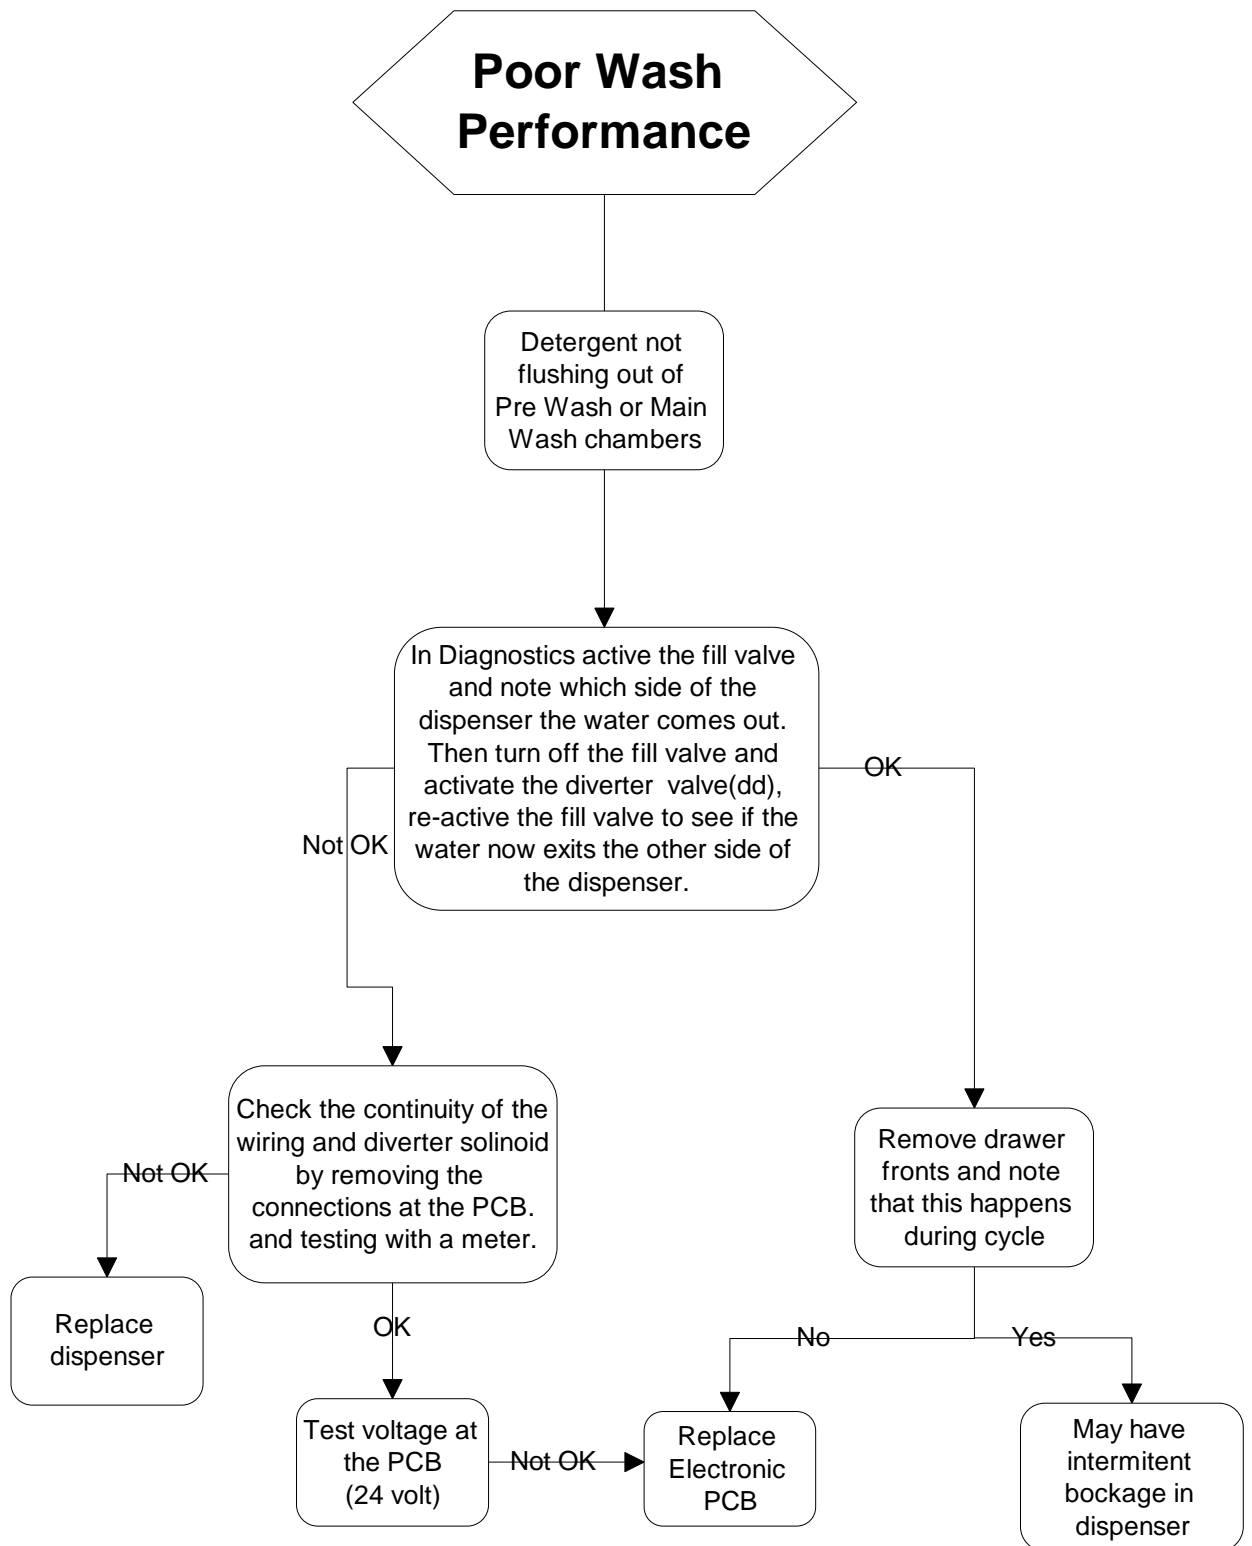 Poor Wash
Performance
Detergent not
flushing out of
Pre Wash or Main
Wash chambers
In Diagnostics active the fill valve
and note which side of the
dispenser the water comes out.
Then turn off the fill valve and
activate the diverter valve(dd),
re-active the fill valve to see if the
water now exits the other side of
the dispenser.
OK
Not OK
Check the continuity of the
wiring and diverter solinoid
by removing the
connections at the PCB.
and testing with a meter.
Remove drawer
fronts and note
that this happens
during cycle
Not OK
Replace
dispenser
OK
No
Yes
Test voltage at
the PCB
(24 volt)
Not OK
Replace
Electronic
PCB
May have
intermitent
bockage in
dispenser